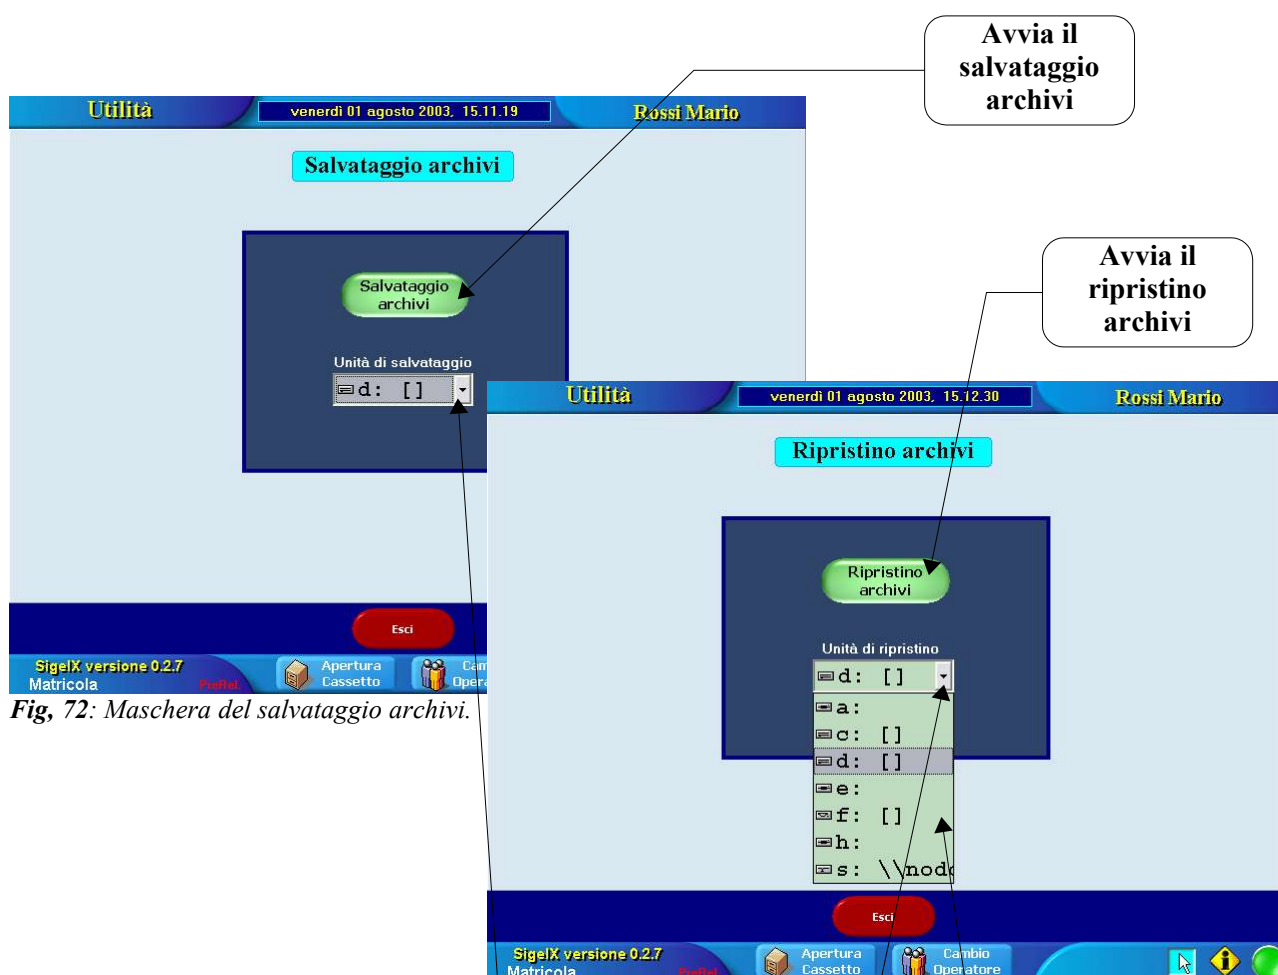 Avvia il
salvataggio
archivi
Utilità
venerdì 01 agosto 2003, 15.11.19
Rossi Mario
Salvataggio archivi
Salvataggio
archivi
Unità di salvataggio
d: []
Esci
SigelX versione 0.2.7
Matricola
PreRel.
Apertura
Cassetto
Fig, 72: Maschera del salvataggio archivi.
Avvia il
ripristino
archivi
Utilità
venerdì 01 agosto 2003, 15.12.30
Rossi Mario
Ripristino archivi
Ripristino
archivi
Unità di ripristino
d: []
a:
c: []
d: []
e:
f: []
h:
s: \\nod
Esci
SigelX versione 0.2.7
Matricola
Apertura
Cassetto
Cambio
Operatore